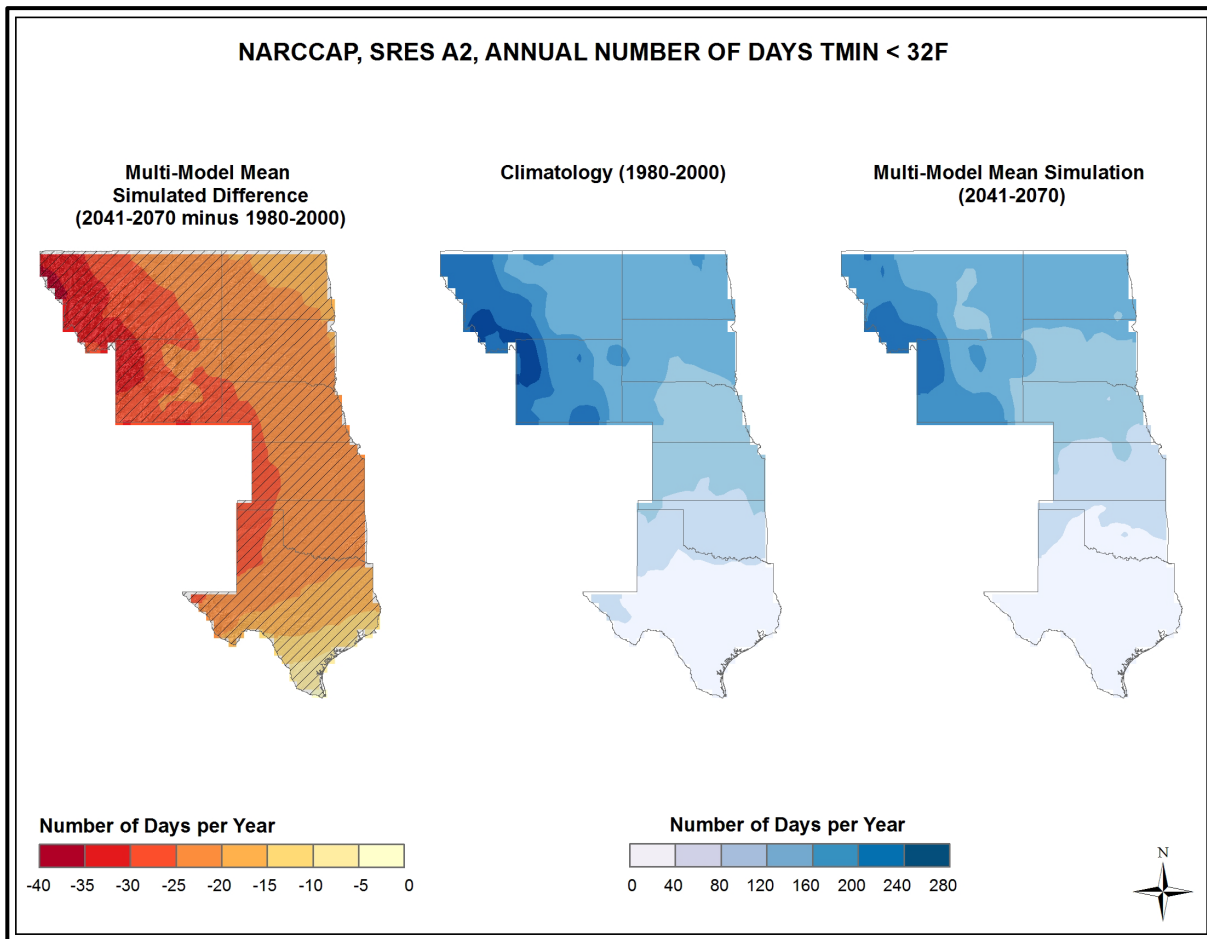 NARCCAP, SRES A2, ANNUAL NUMBER OF DAYS TMIN < 32F
Multi-Model Mean
Simulated Difference
(2041-2070 minus 1980-2000)
Climatology (1980-2000)
Multi-Model Mean Simulation
(2041-2070)
Number of Days per Year
-40 -35 -30 -25 -20 -15 -10 -5 0
Number of Days per Year
0 40 80 120 160 200 240 280
N